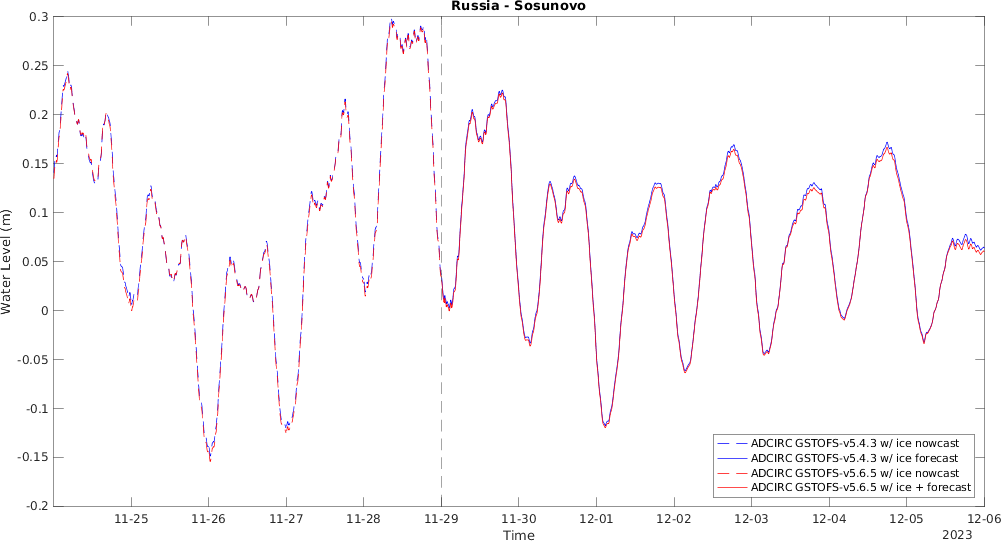 Russia - Sosunovo
0.3
0.25
0.2
0.15
0.1
0.05
0
-0.05
-0.1
-0.15
-0.2
Water Level (m)
ADCIRC GSTOFS-v5.4.3 w/ ice nowcast
ADCIRC GSTOFS-v5.4.3 w/ ice forecast
ADCIRC GSTOFS-v5.6.5 w/ ice nowcast
ADCIRC GSTOFS-v5.6.5 w/ ice + forecast
11-25 11-26 11-27 11-28 11-29 11-30 12-01 12-02 12-03 12-04 12-05 12-06
Time
2023